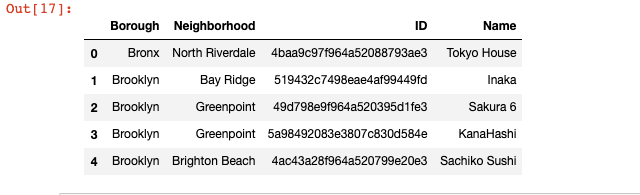 Out[17]:
Borough Neighborhood ID Name
0 Bronx North Riverdale 4baa9c97f964a52088793ae3 Tokyo House
1 Brooklyn Bay Ridge 519432c7498eae4af99449fd Inaka
2 Brooklyn Greenpoint 49d798e9f964a520395d1fe3 Sakura 6
3 Brooklyn Greenpoint 5a98492083e3807c830d584e KanaHashi
4 Brooklyn Brighton Beach 4ac43a28f964a520799e20e3 Sachiko Sushi